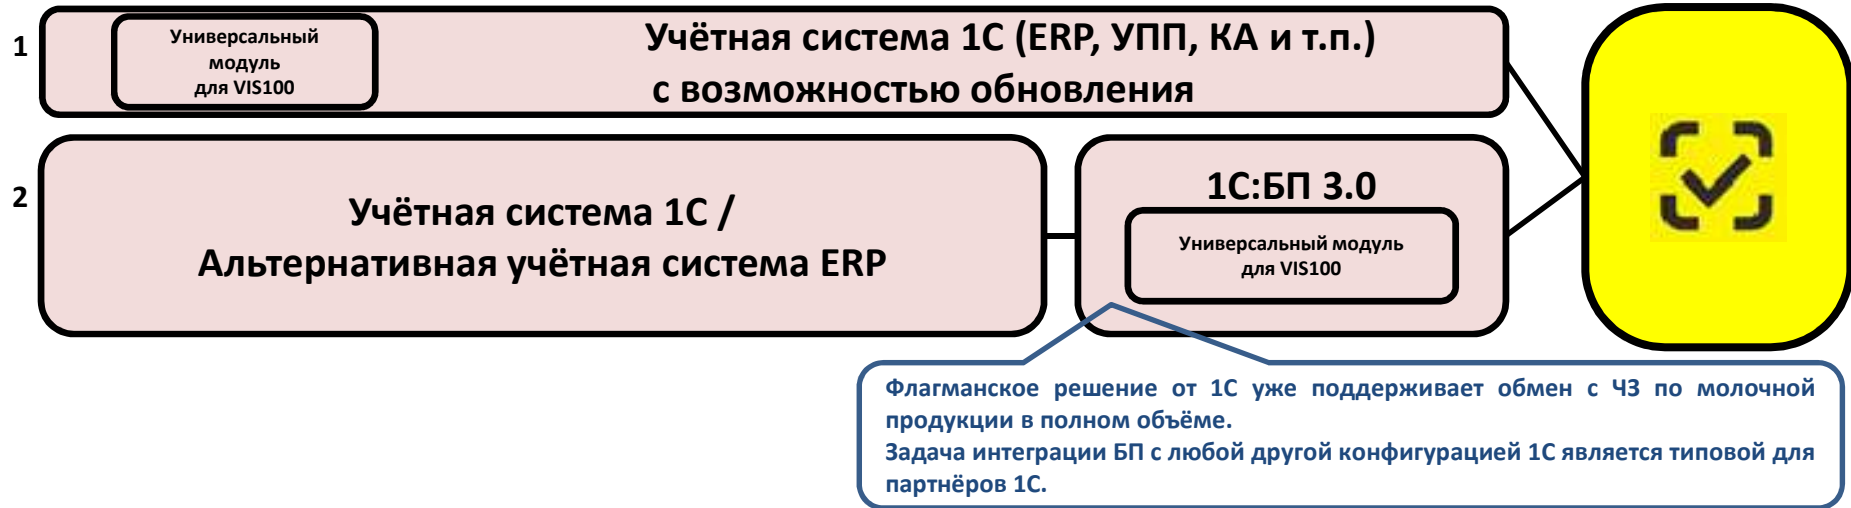 1
Универсальный
модуль
для VIS100
Учётная система 1С (ERP, УПП, КА и т.п.)
с возможностью обновления
2
Учётная система 1С /
Альтернативная учётная система ERP
1С:БП 3.0
Универсальный модуль
для VIS100
Флагманское решение от 1С уже поддерживает обмен с ЧЗ по молочной
продукции в полном объёме.
Задача интеграции БП с любой другой конфигурацией 1С является типовой для
партнёров 1С.